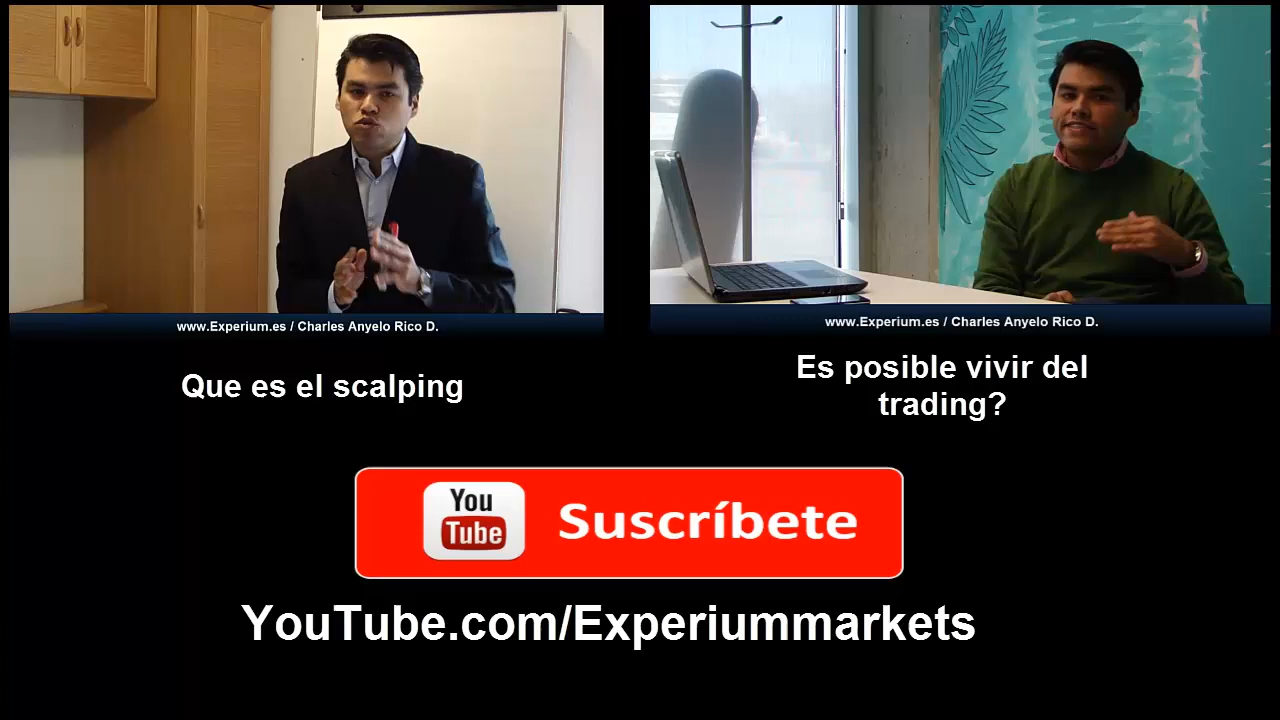 www.Experium.es / Charles Anyelo Rico D.
www.Experium.es / Charles Anyelo Rico D.
Que es el scalping
Es posible vivir del
trading?
You
Tube
Suscríbete
YouTube.com/Experiummarkets